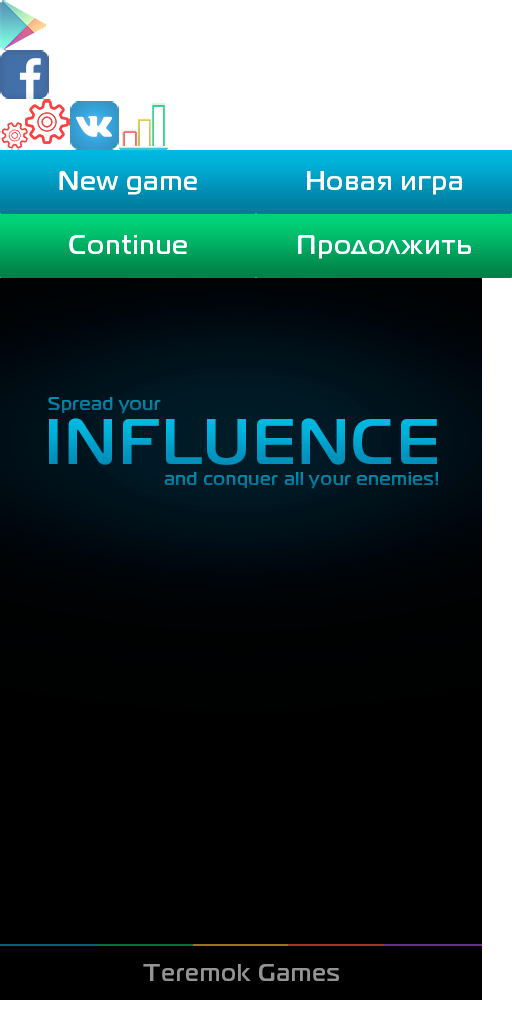 New game
Новая игра
Continue
Продолжить
Spread your
INFLUENCE
and conquer all your enemies!
Teremok Games